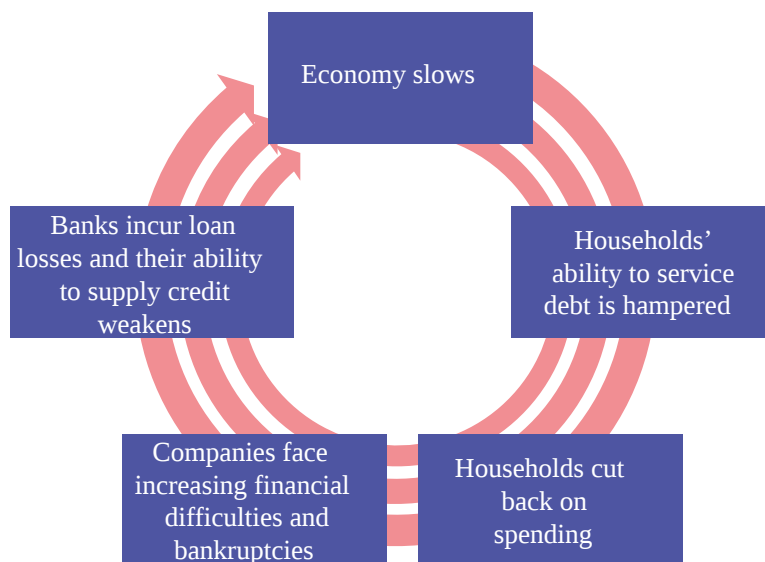 Economy slows
Households’
ability to service
debt is hampered
Households cut
back on
spending
Companies face
increasing financial
difficulties and
bankruptcies
Banks incur loan
losses and their ability
to supply credit
weakens